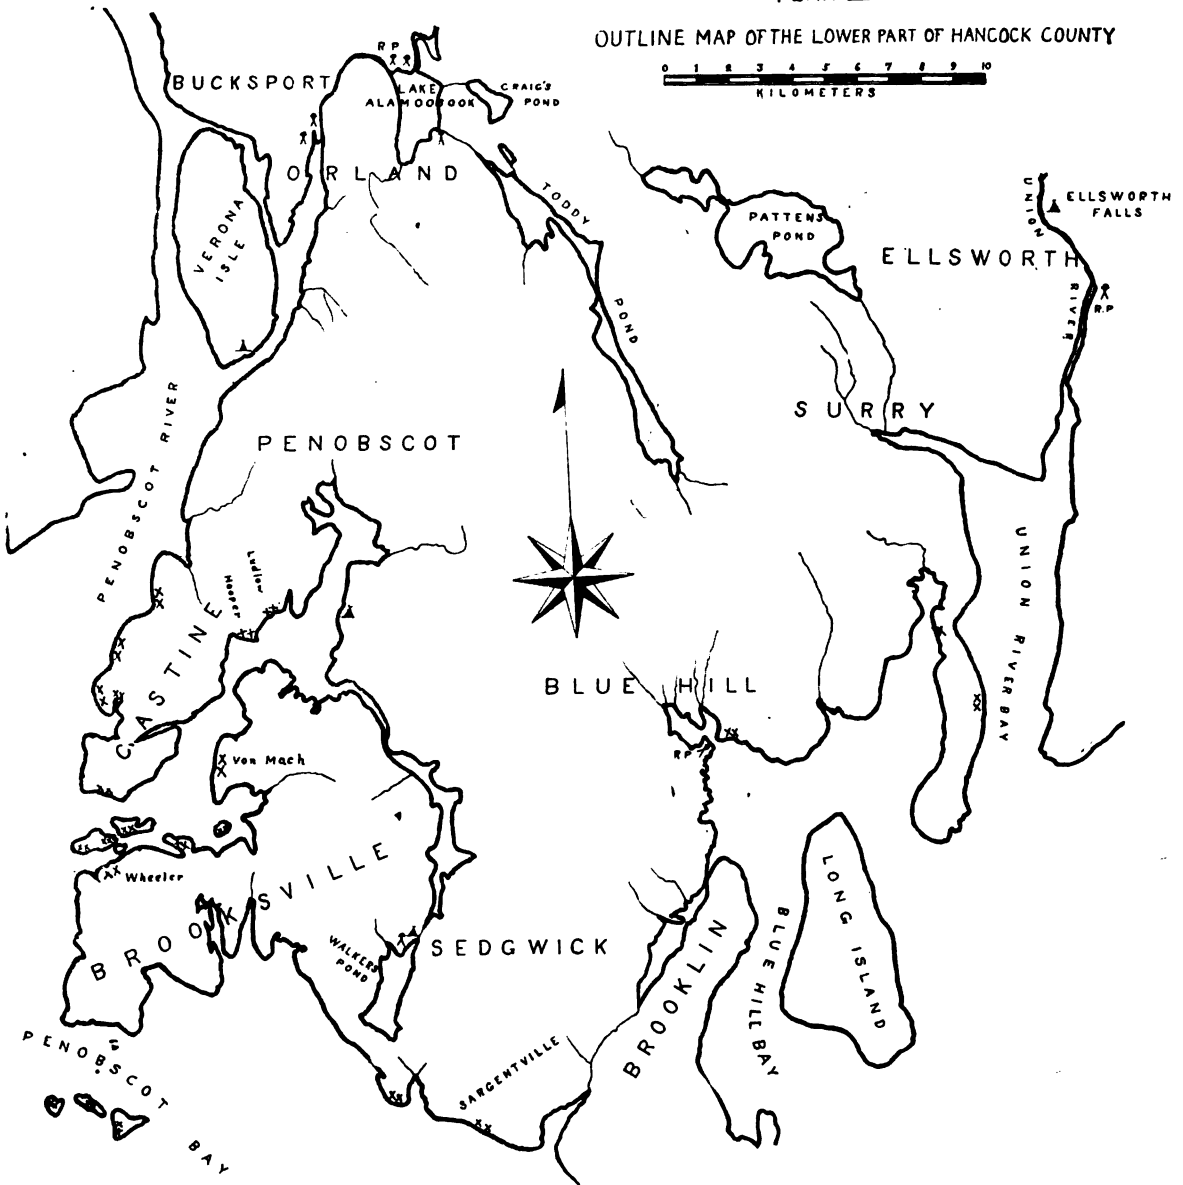 OUTLINE MAP OF THE LOWER PART OF HANCOCK COUNTY
0 1 2 3 4 5 6 7 8 9 10
KILOMETERS
R P
BUCKSPORT
LAKE
ALAMOOSOOK
CRAIG'S
POND
ORLAND
TODDY
POND
VERONA
ISLE
PATTENS
POND
UNION
RIVER
ELLSWORTH
FALLS
ELLSWORTH
R.P
SURRY
PENOBSCOT RIVER
PENOBSCOT
Ludlow
Hooper
CASTINE
UNION RIVER BAY
BLUE HILL
R P
Von Mach
Wheeler
BROOKSVILLE
WALKERS
POND
SEDGWICK
BROOKLIN
BLUE HILL BAY
LONG ISLAND
SARGENTVILLE
PENOBSCOT
BAY